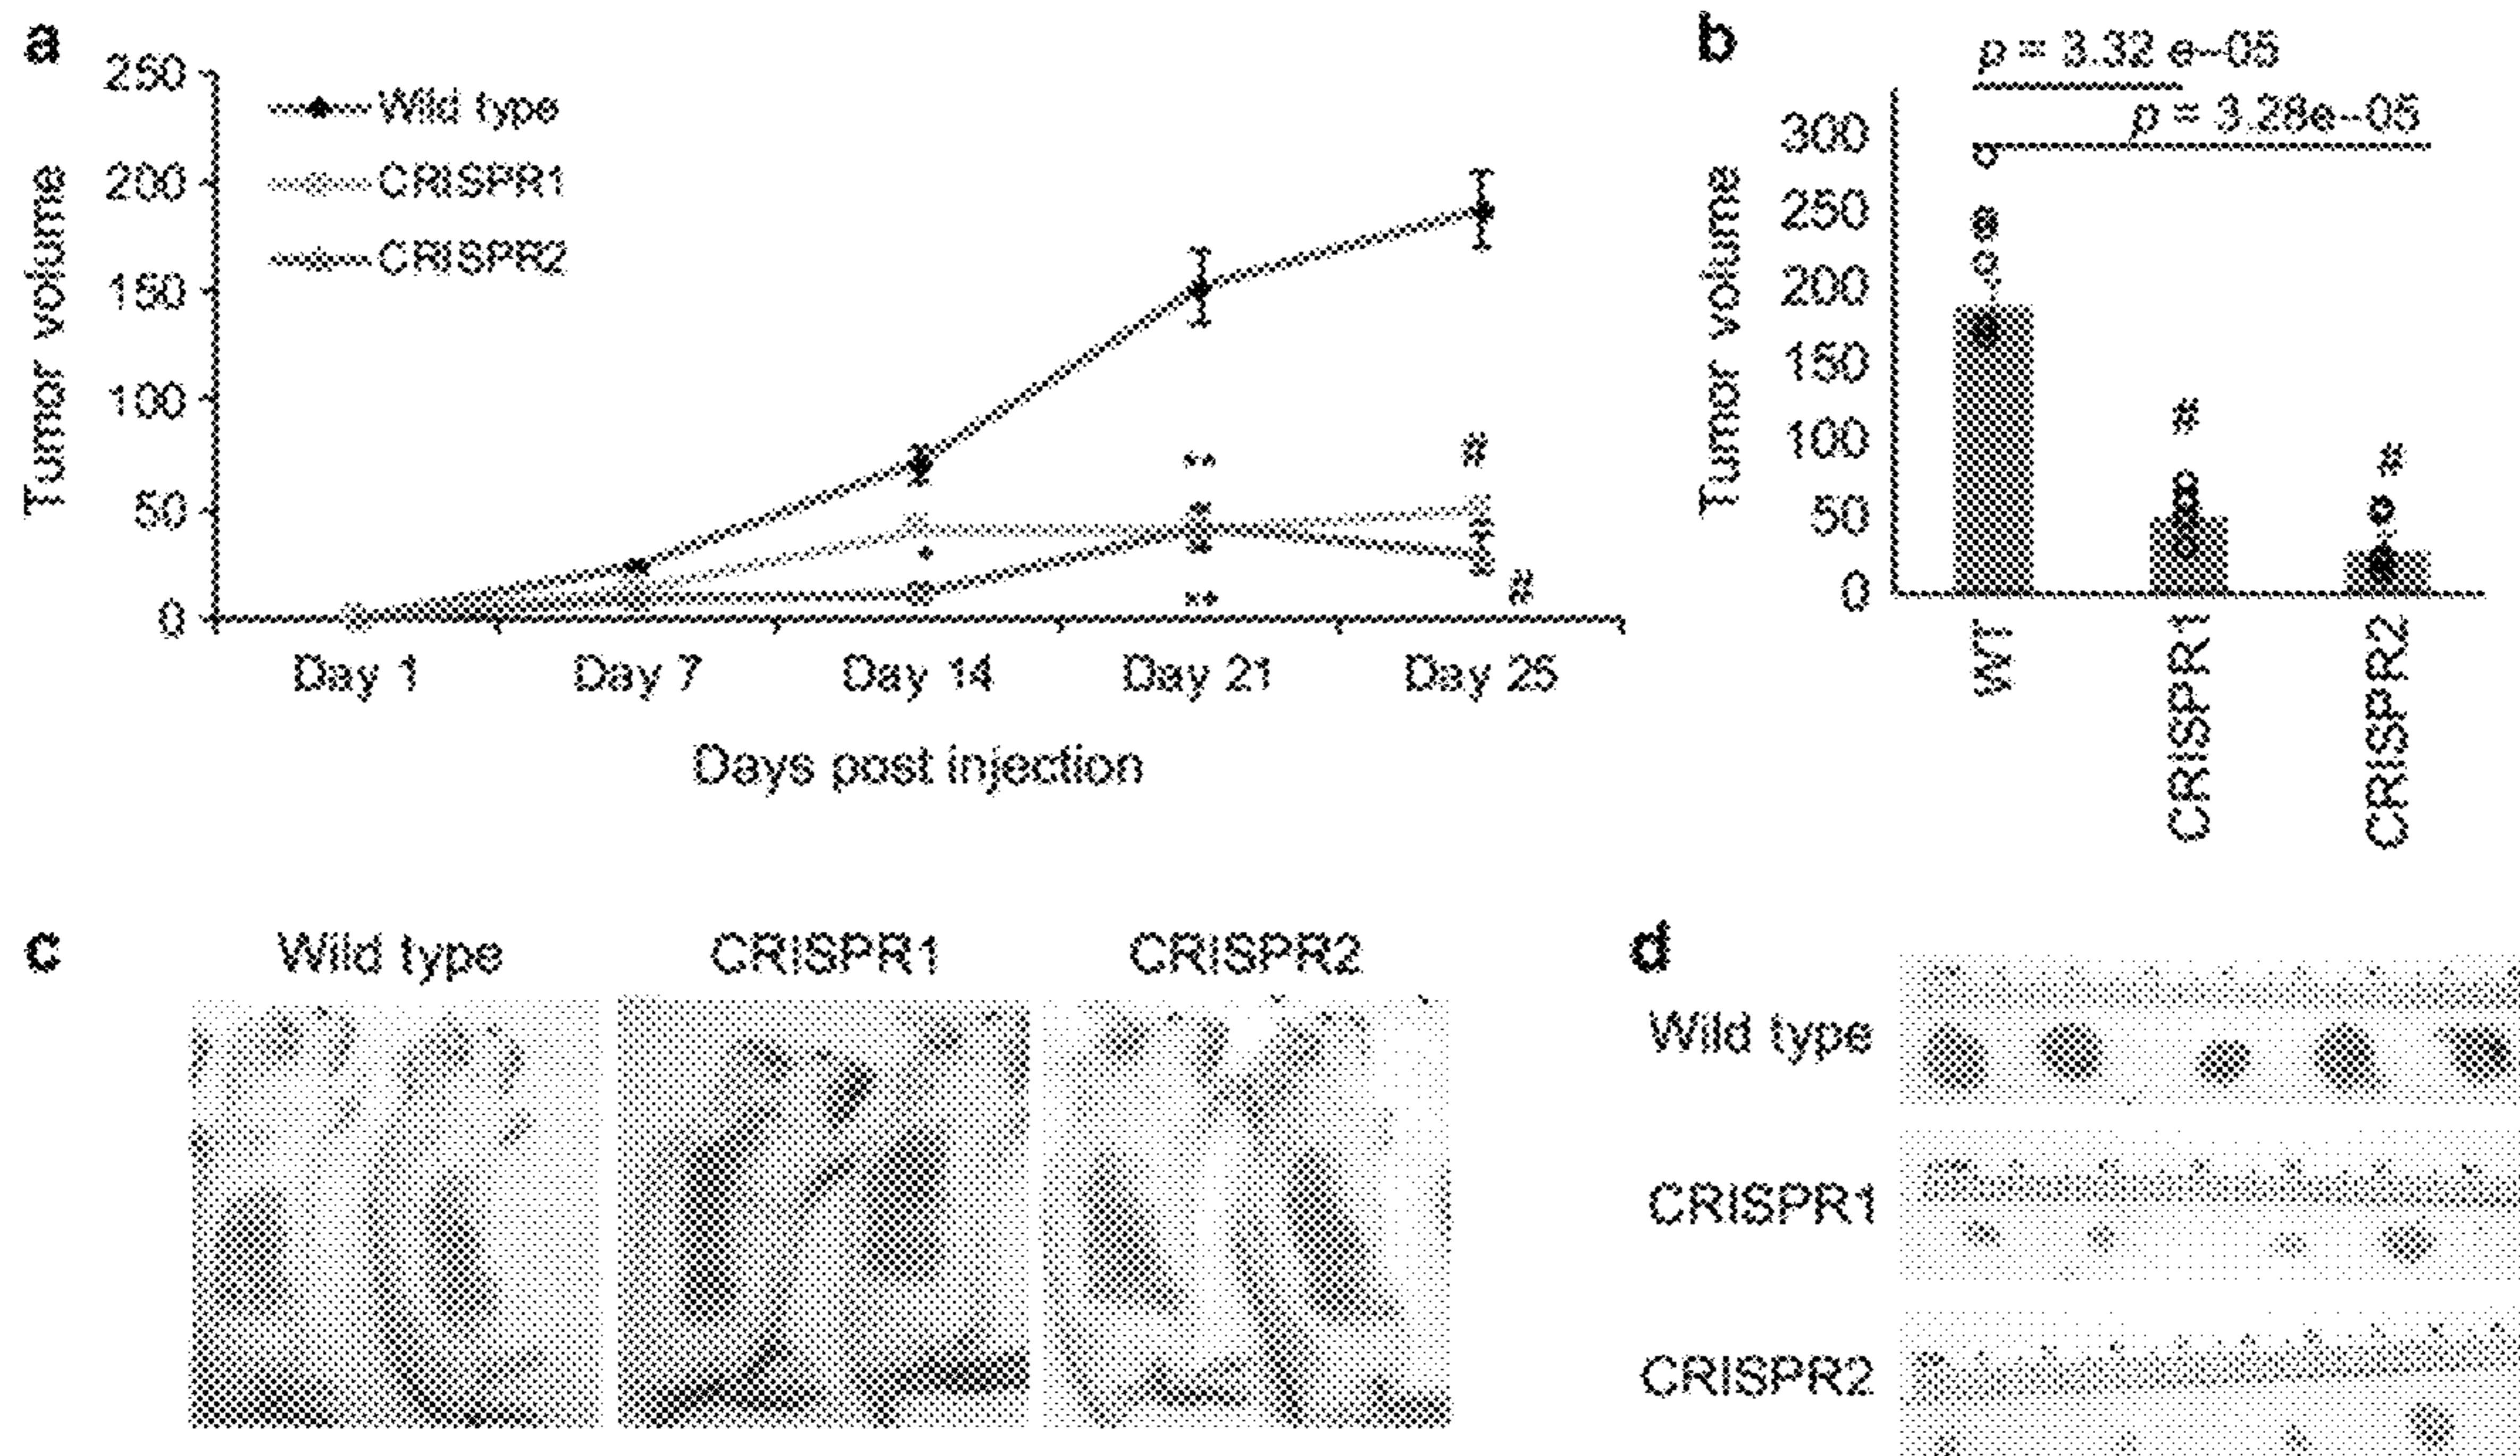 a
250
200
150
100
50
0
Tumor volume
Wild type
CRISPR1
CRISPR2
**
**
#
#
Day 1
Day 7
Day 14
Day 21
Day 25
Days post injection
b
p = 3.32 e-05
p = 3.28e-05
300
250
200
150
100
50
0
Tumor volume
#
#
WT
CRISPR1
CRISPR2
c
Wild type
CRISPR1
CRISPR2
d
Wild type
CRISPR1
CRISPR2